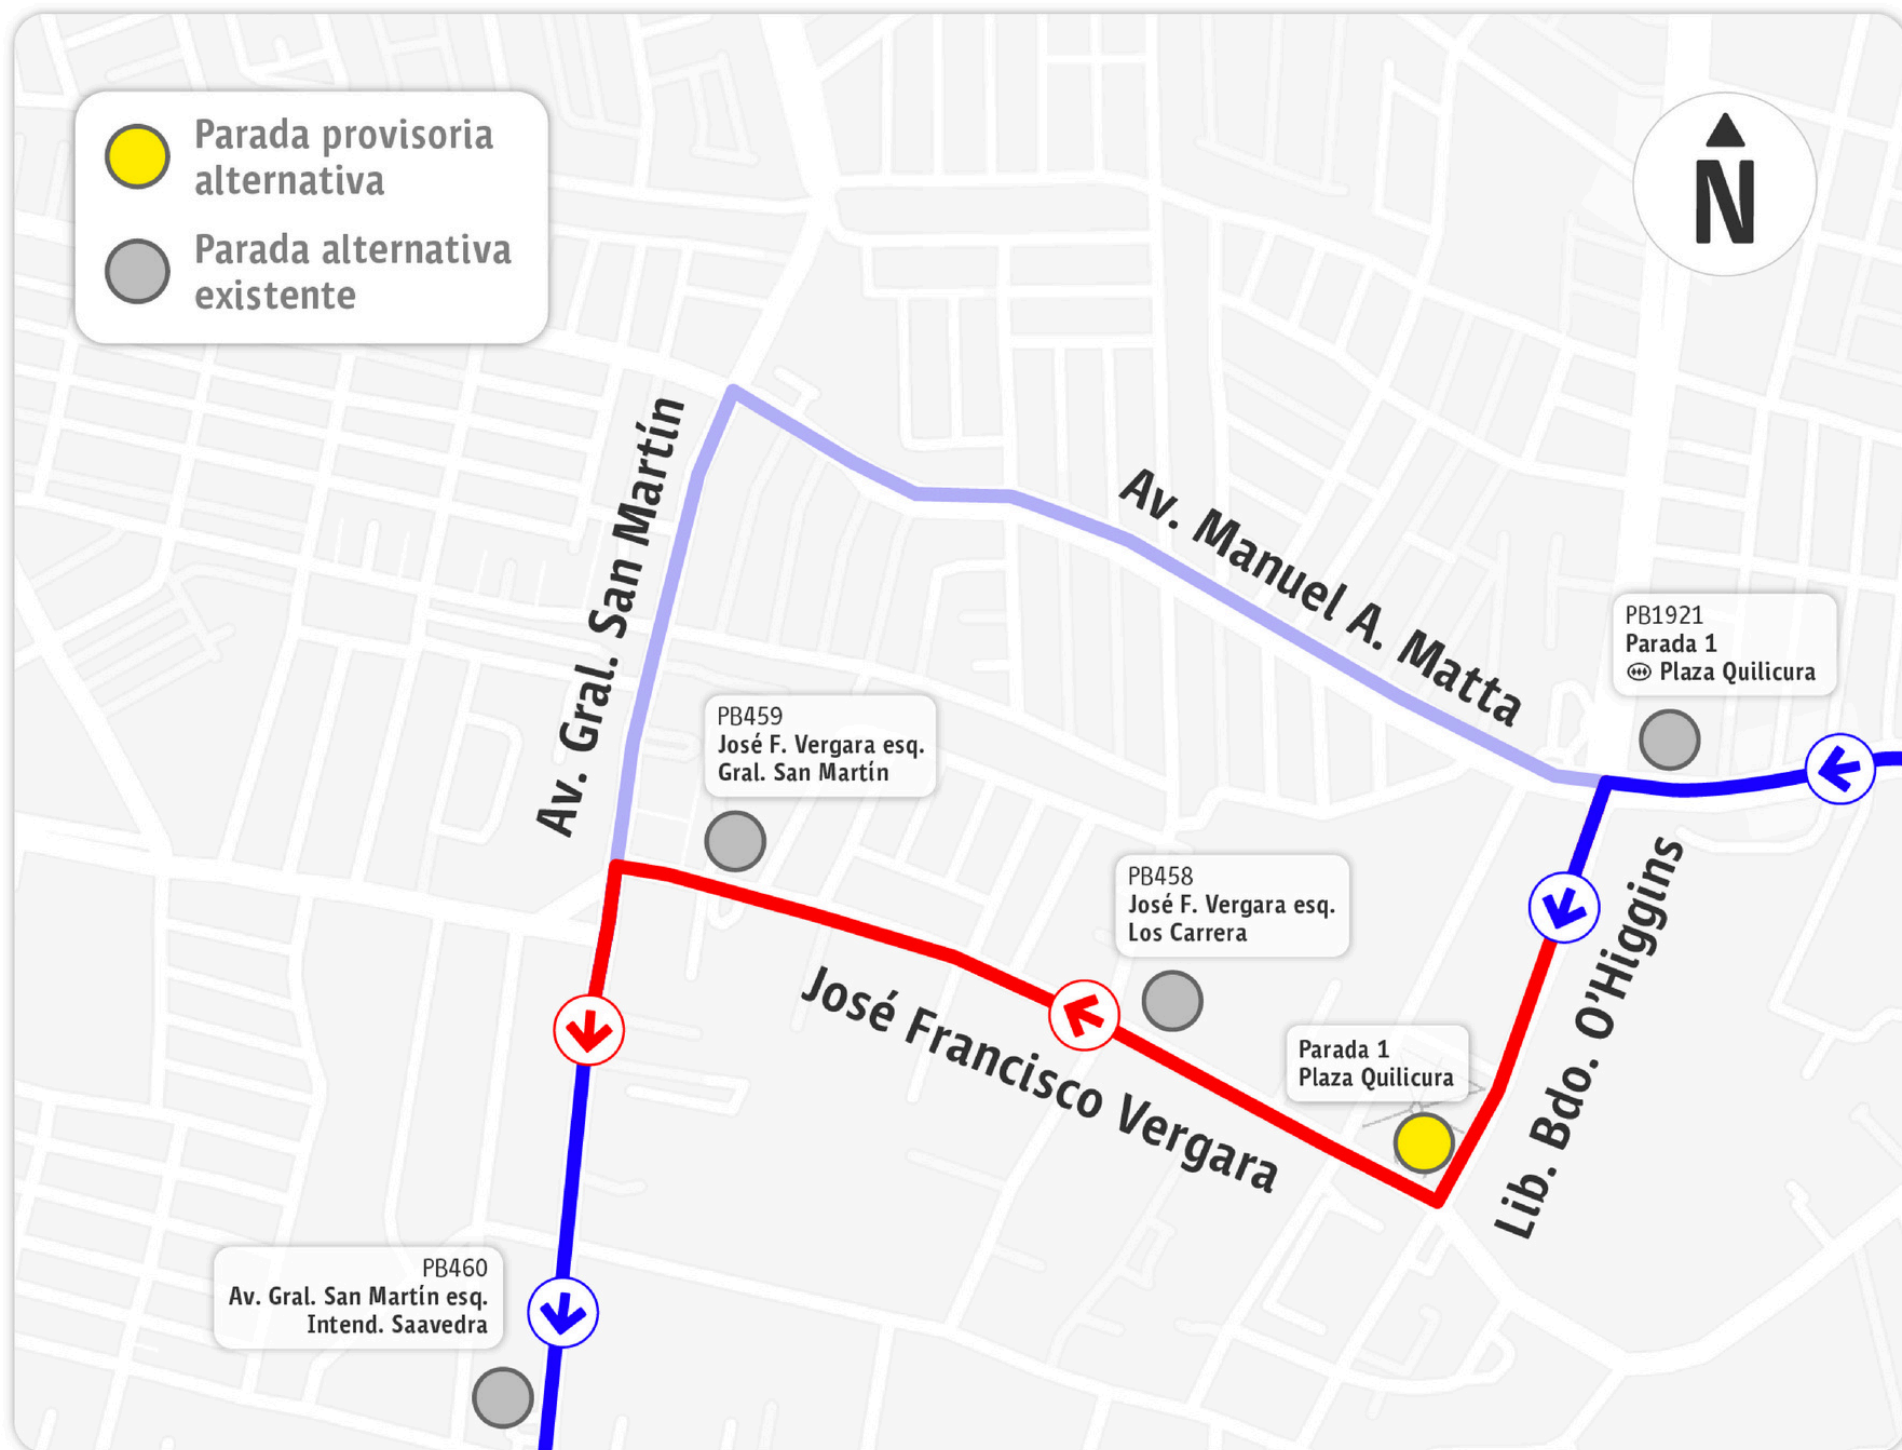 Parada provisoria
alternativa
Parada alternativa
existente
N
Av. Gral. San Martín
Av. Manuel A. Matta
PB1921
Parada 1
Plaza Quilicura
PB459
José F. Vergara esq.
Gral. San Martín
PB458
José F. Vergara esq.
Los Carrera
Lib. Bdo. O'Higgins
José Francisco Vergara
Parada 1
Plaza Quilicura
PB460
Av. Gral. San Martín esq.
Intend. Saavedra